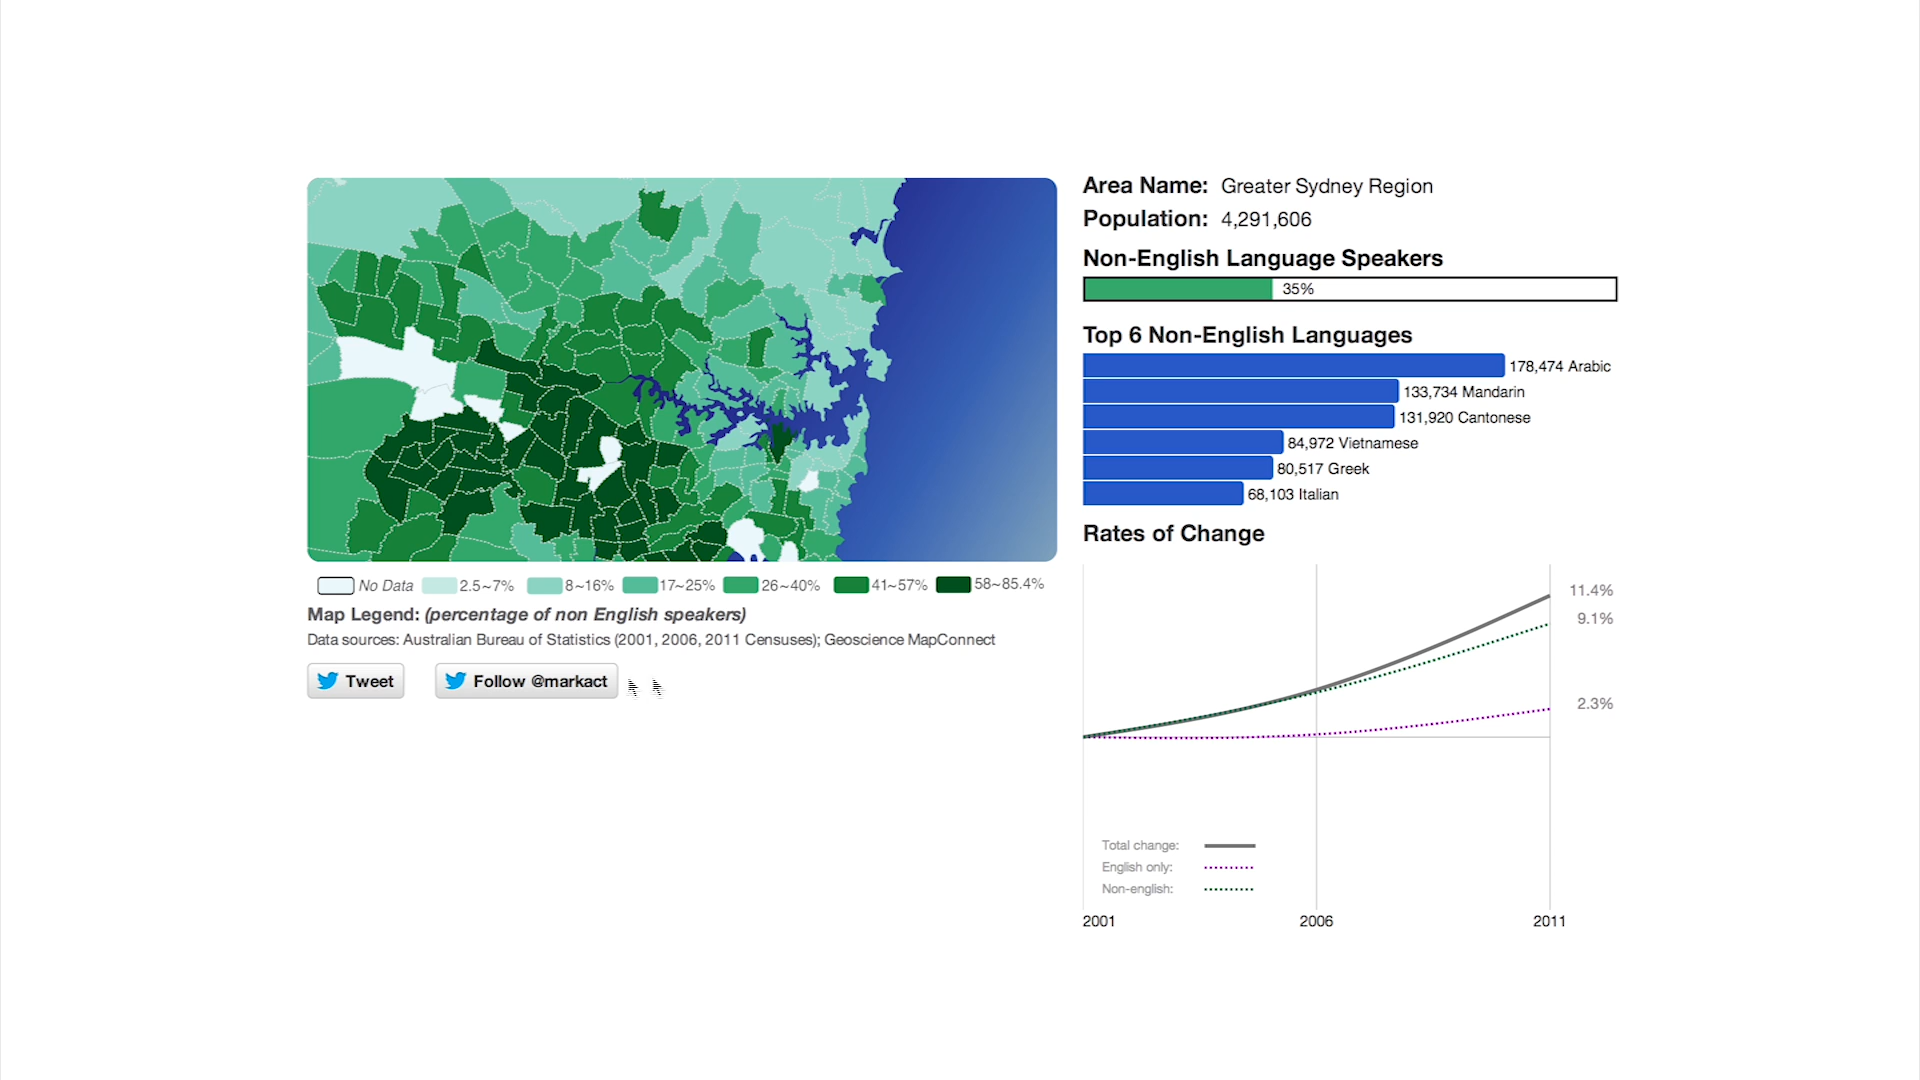 Area Name: Greater Sydney Region
Population: 4,291,606
Non-English Language Speakers
35%
Top 6 Non-English Languages
178,474 Arabic
133,734 Mandarin
131,920 Cantonese
84,972 Vietnamese
80,517 Greek
68,103 Italian
Rates of Change
11.4%
9.1%
2.3%
Total change:
English only:
Non-english:
2001 2006 2011
No Data 2.5~7% 8~16% 17~25% 26~40% 41~57% 58~85.4%
Map Legend: (percentage of non English speakers)
Data sources: Australian Bureau of Statistics (2001, 2006, 2011 Censuses); Geoscience MapConnect
Tweet Follow @markact